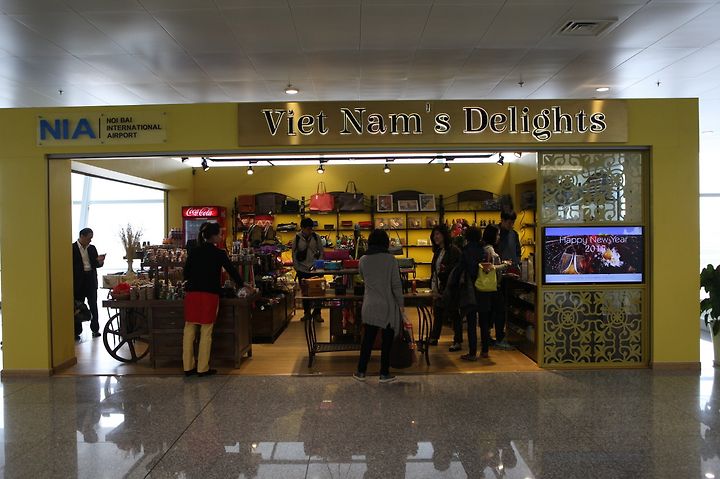 NIA
NOI BAI
INTERNATIONAL
AIRPORT
Viet Nam's Delights
Coca-Cola
Happy New Year